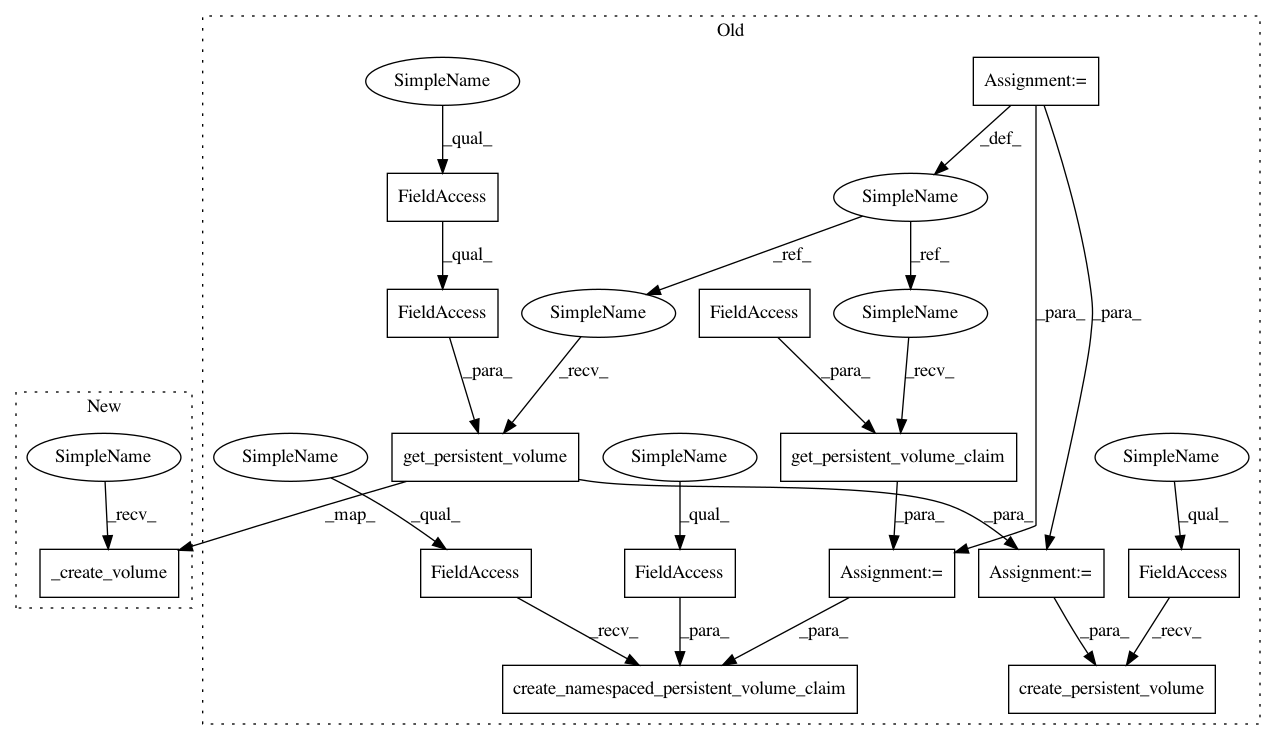 Old
SimpleName
Assignment:=
_qual_
_def_
FieldAccess
SimpleName
_qual_
_ref_
_ref_
FieldAccess
SimpleName
FieldAccess
SimpleName
_para_
_para_
_para_
_recv_
_para_
_recv_
New
SimpleName
SimpleName
get_persistent_volume
SimpleName
get_persistent_volume_claim
SimpleName
_recv_
_map_
_qual_
_qual_
_para_
_para_
_qual_
_create_volume
FieldAccess
FieldAccess
Assignment:=
Assignment:=
FieldAccess
_recv_
_para_
_para_
_para_
_recv_
create_namespaced_persistent_volume_claim
create_persistent_volume